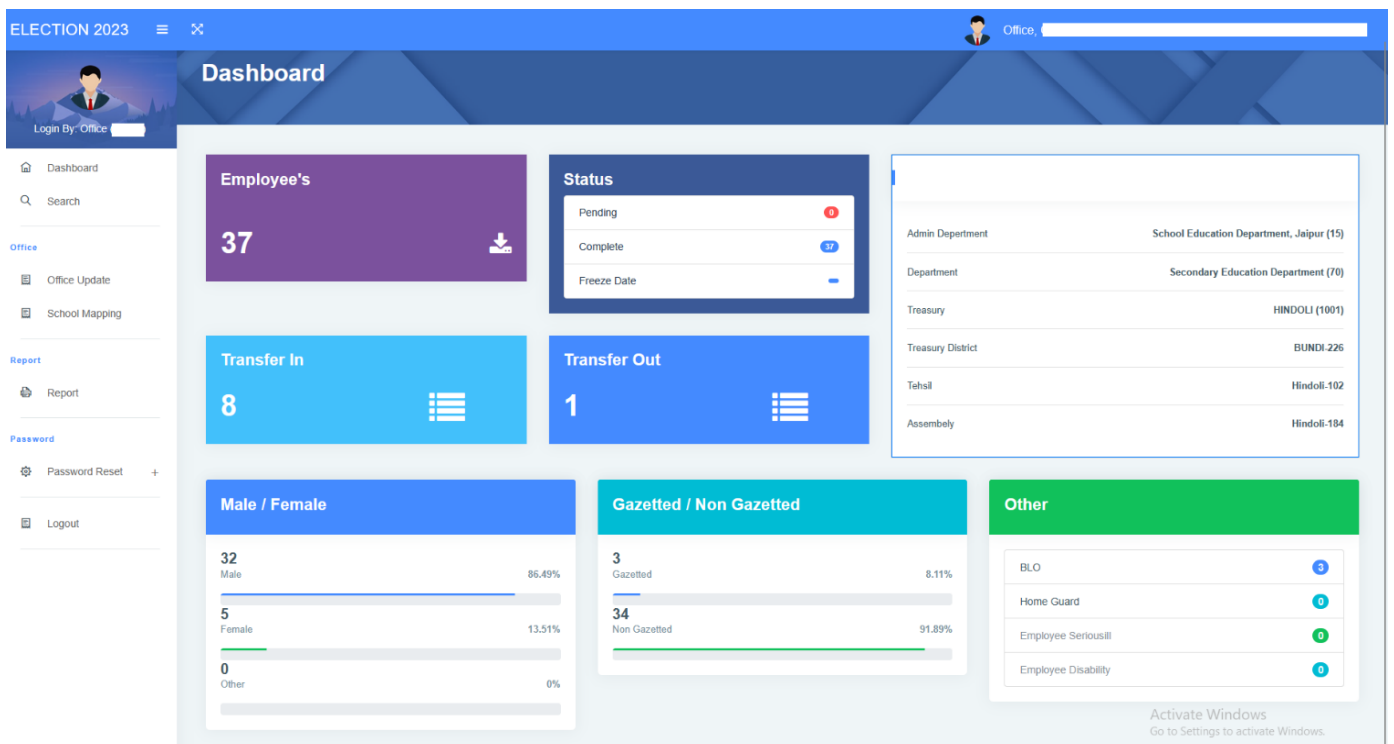 ELECTION 2023
Office, (
Login By: Office ( )
Dashboard
Search
Office
Office Update
School Mapping
Report
Report
Password
Password Reset +
Logout
Dashboard
Employee's
37
Status
Pending 0
Complete 37
Freeze Date
Transfer In
8
Transfer Out
1
Admin Depertment School Education Department, Jaipur (15)
Department Secondary Education Department (70)
Treasury HINDOLI (1001)
Treasury District BUNDI-226
Tehsil Hindoli-102
Assembely Hindoli-184
Male / Female
32
Male 86.49%
5
Female 13.51%
0
Other 0%
Gazetted / Non Gazetted
3
Gazetted 8.11%
34
Non Gazetted 91.89%
Other
BLO 3
Home Guard 0
Employee Seriousill 0
Employee Disability 0
Activate Windows
Go to Settings to activate Windows.